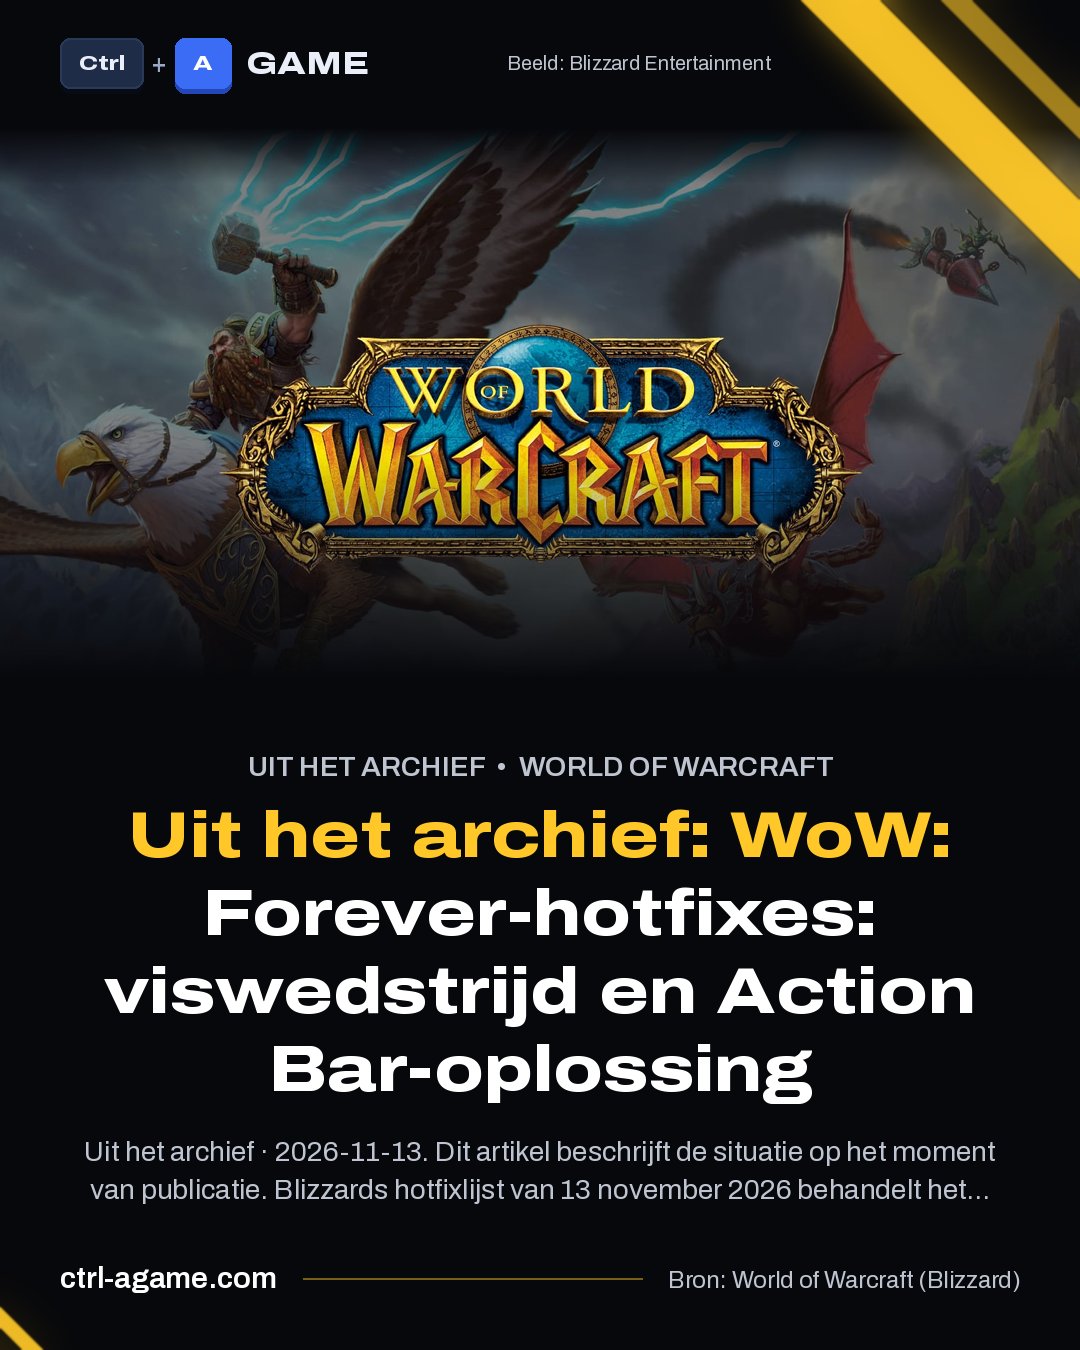 Ctrl + A GAME
Beeld: Blizzard Entertainment
WORLD OF WARCRAFT ®
UIT HET ARCHIEF • WORLD OF WARCRAFT
Uit het archief: WoW:
Forever-hotfixes:
viswedstrijd en Action
Bar-oplossing
Uit het archief · 2026-11-13. Dit artikel beschrijft de situatie op het moment
van publicatie. Blizzards hotfixlijst van 13 november 2026 behandelt het...
ctrl-agame.com
Bron: World of Warcraft (Blizzard)